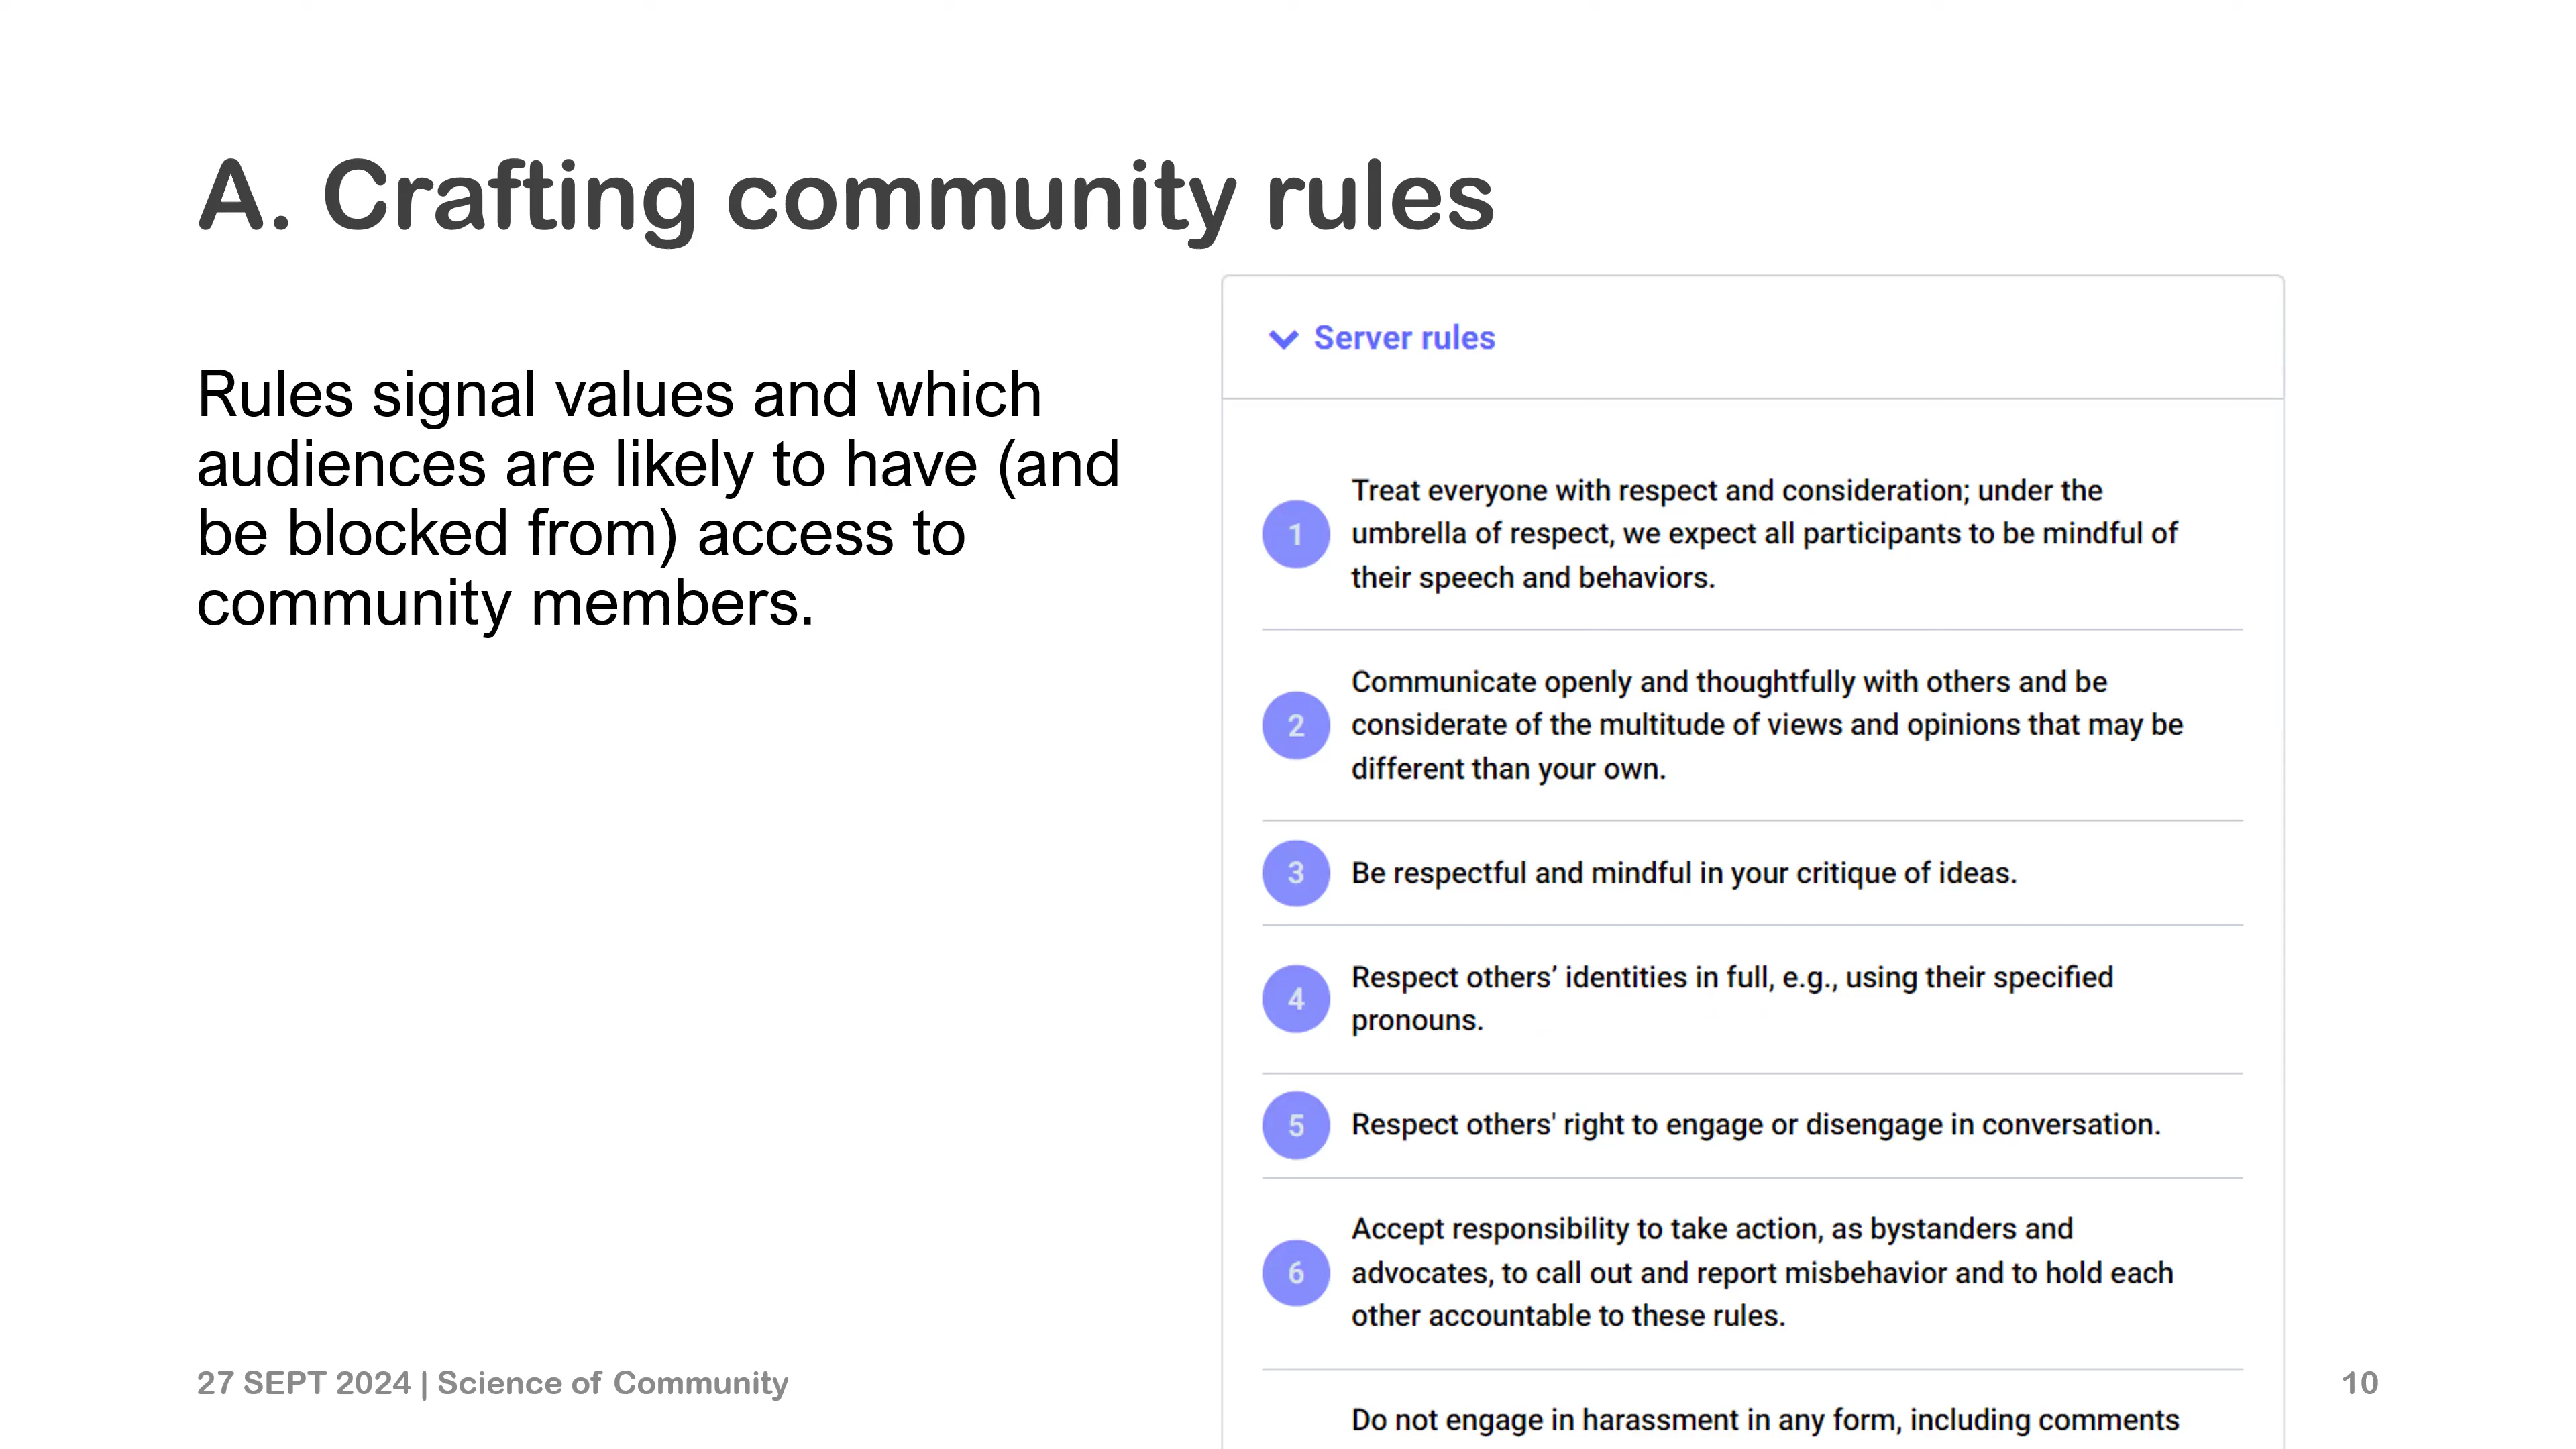 A. Crafting community rules
Rules signal values and which
audiences are likely to have (and
be blocked from) access to
community members.
Server rules
1
Treat everyone with respect and consideration; under the
umbrella of respect, we expect all participants to be mindful of
their speech and behaviors.
2
Communicate openly and thoughtfully with others and be
considerate of the multitude of views and opinions that may be
different than your own.
3
Be respectful and mindful in your critique of ideas.
4
Respect others’ identities in full, e.g., using their specified
pronouns.
5
Respect others' right to engage or disengage in conversation.
6
Accept responsibility to take action, as bystanders and
advocates, to call out and report misbehavior and to hold each
other accountable to these rules.
Do not engage in harassment in any form, including comments
27 SEPT 2024 | Science of Community
10